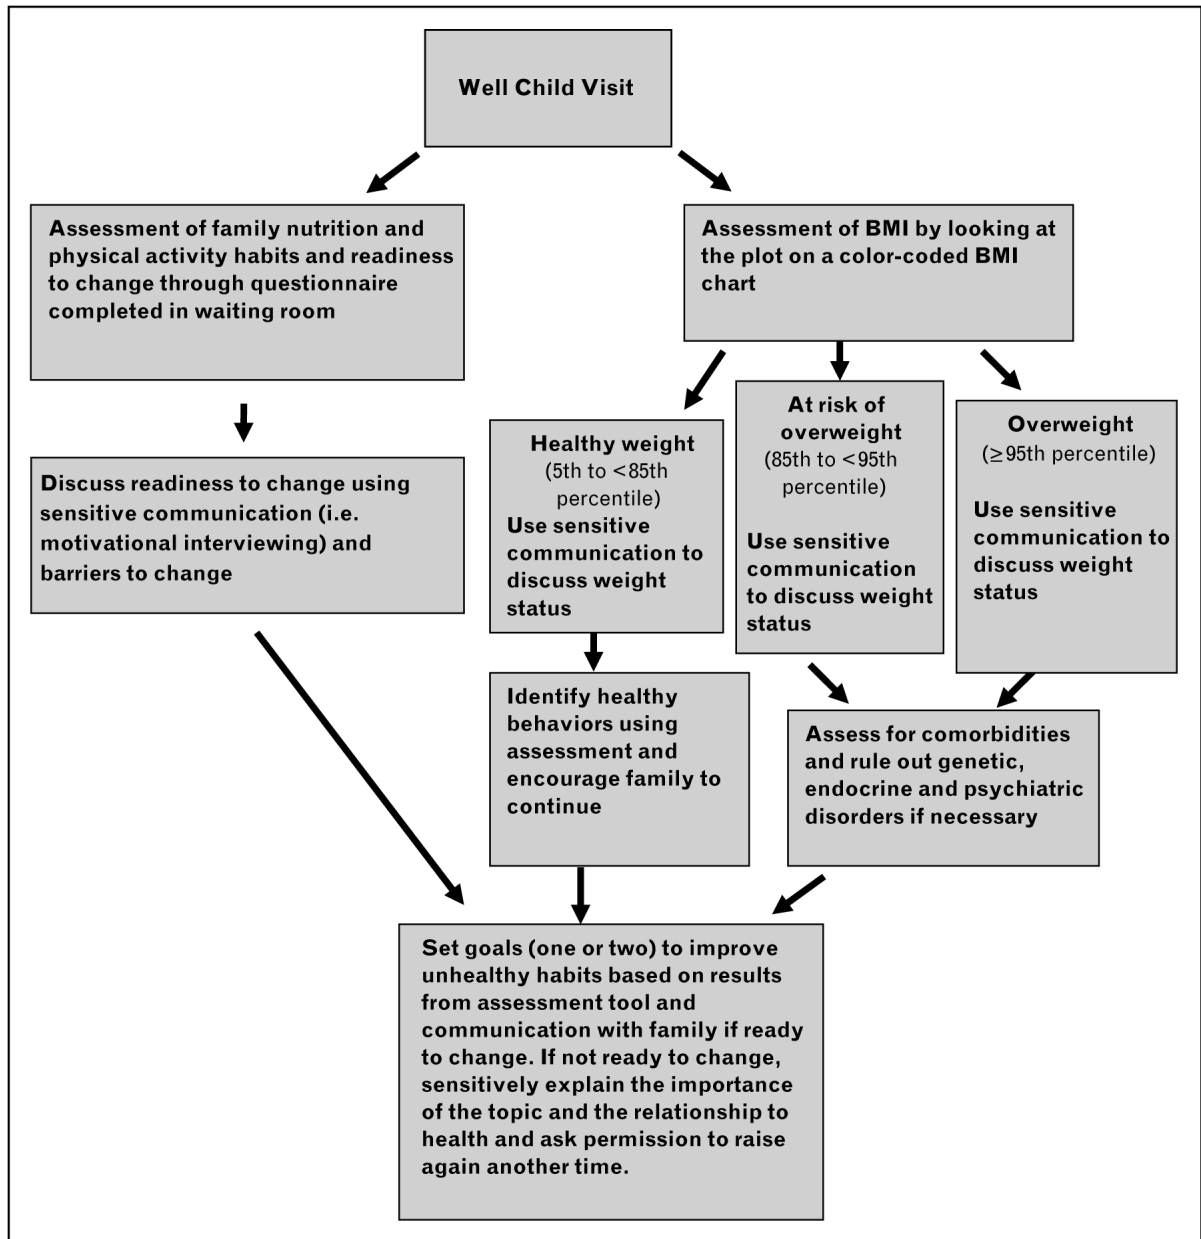 Well Child Visit
Assessment of family nutrition and
physical activity habits and readiness
to change through questionnaire
completed in waiting room
Assessment of BMI by looking at
the plot on a color-coded BMI
chart
Discuss readiness to change using
sensitive communication (i.e.
motivational interviewing) and
barriers to change
Healthy weight
(5th to <85th
percentile)
Use sensitive
communication to
discuss weight
status
At risk of
overweight
(85th to <95th
percentile)
Use sensitive
communication
to discuss weight
status
Overweight
(≥95th percentile)
Use sensitive
communication to
discuss weight
status
Identify healthy
behaviors using
assessment and
encourage family to
continue
Assess for comorbidities
and rule out genetic,
endocrine and psychiatric
disorders if necessary
Set goals (one or two) to improve
unhealthy habits based on results
from assessment tool and
communication with family if ready
to change. If not ready to change,
sensitively explain the importance
of the topic and the relationship to
health and ask permission to raise
again another time.